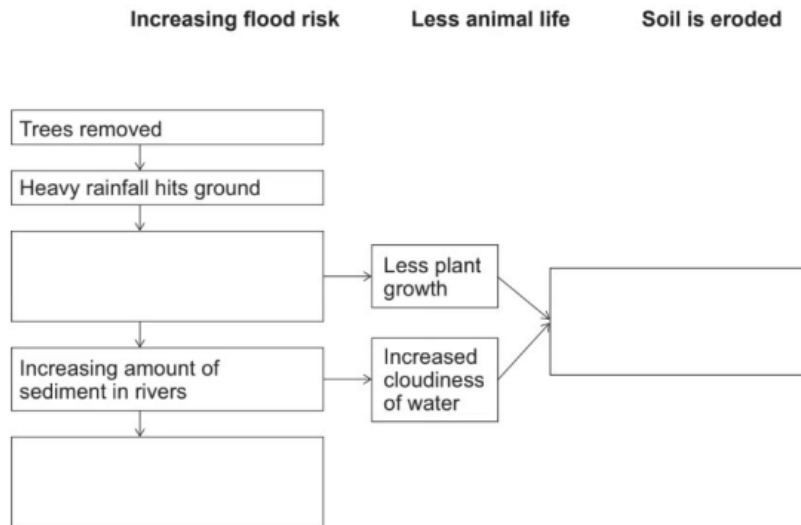 Increasing flood risk Less animal life Soil is eroded
Trees removed
Heavy rainfall hits ground
Less plant
growth
Increasing amount of
sediment in rivers
Increased
cloudiness
of water